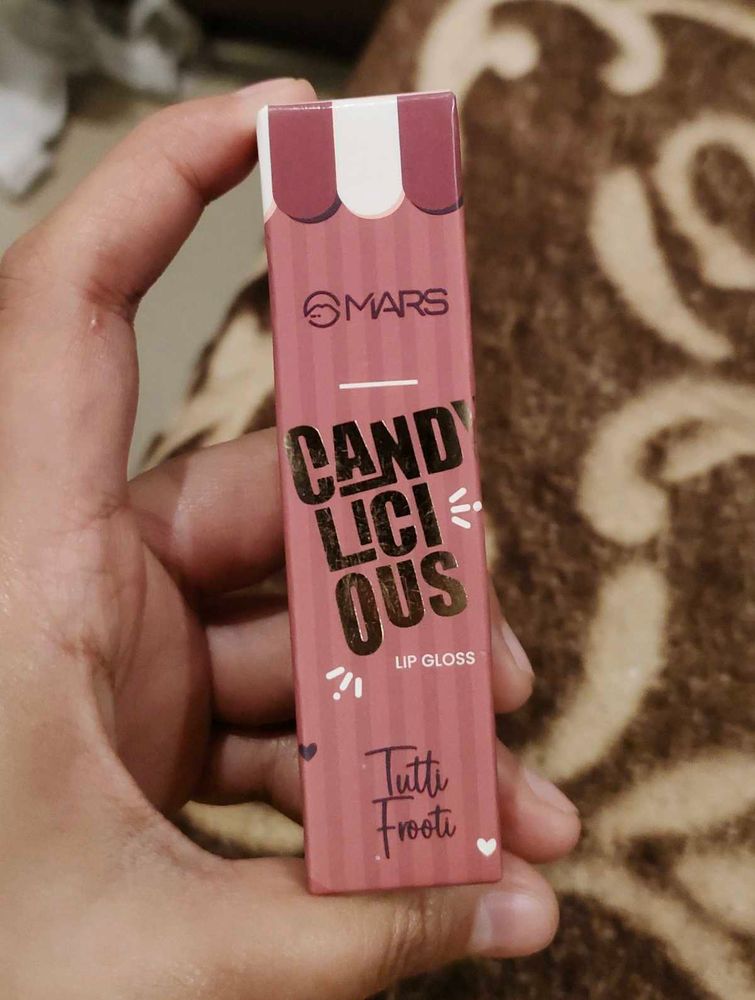 MARS
CANDY
LICI
OUS
LIP GLOSS
Tutti
Frooti